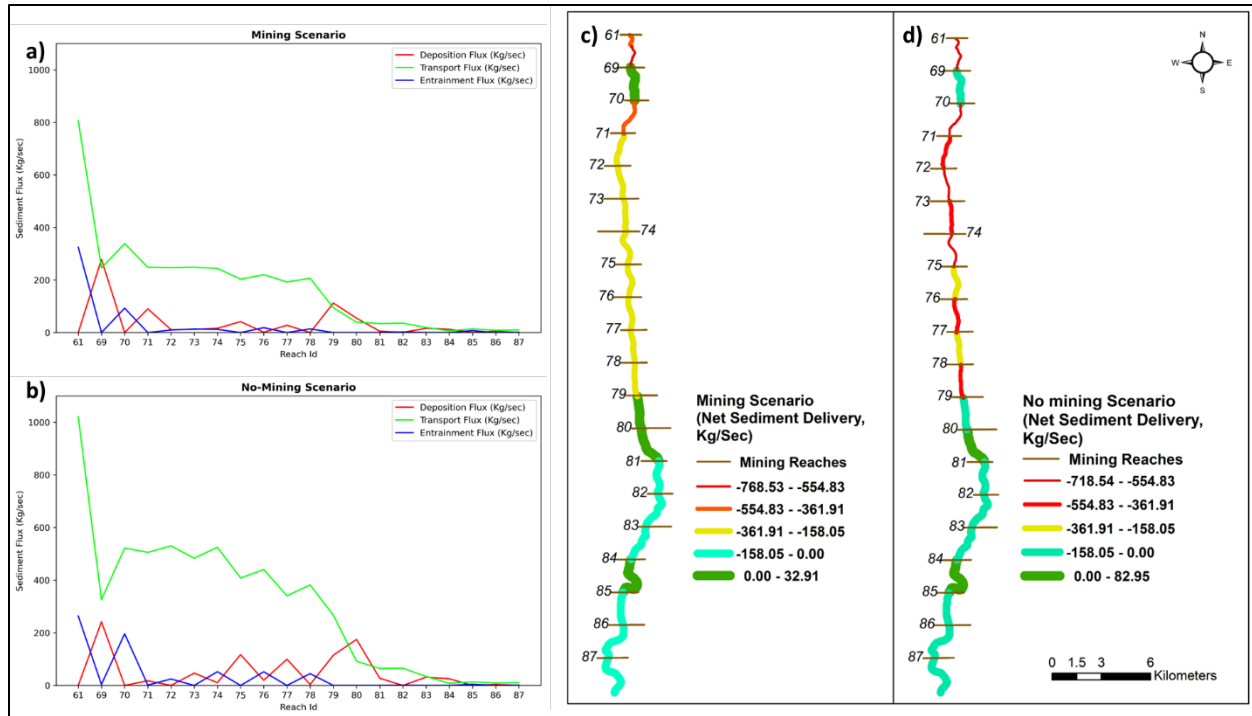 a)
Mining Scenario
Deposition Flux (Kg/sec)
Transport Flux (Kg/sec)
Entrainment Flux (Kg/sec)
Sediment Flux (Kg/sec)
1000
800
600
400
200
0
61 69 70 71 72 73 74 75 76 77 78 79 80 81 82 83 84 85 86 87
Reach Id
b)
No-Mining Scenario
Deposition Flux (Kg/sec)
Transport Flux (Kg/sec)
Entrainment Flux (Kg/sec)
Sediment Flux (Kg/sec)
1000
800
600
400
200
0
61 69 70 71 72 73 74 75 76 77 78 79 80 81 82 83 84 85 86 87
Reach Id
c)
61
69
70
71
72
73
74
75
76
77
78
79
80
81
82
83
84
85
86
87
Mining Scenario
(Net Sediment Delivery,
Kg/Sec)
Mining Reaches
-768.53 - -554.83
-554.83 - -361.91
-361.91 - -158.05
-158.05 - 0.00
0.00 - 32.91
d)
N
W E
S
61
69
70
71
72
73
74
75
76
77
78
79
80
81
82
83
84
85
86
87
No mining Scenario
(Net Sediment Delivery,
Kg/Sec)
Mining Reaches
-718.54 - -554.83
-554.83 - -361.91
-361.91 - -158.05
-158.05 - 0.00
0.00 - 82.95
0 1.5 3 6
Kilometers